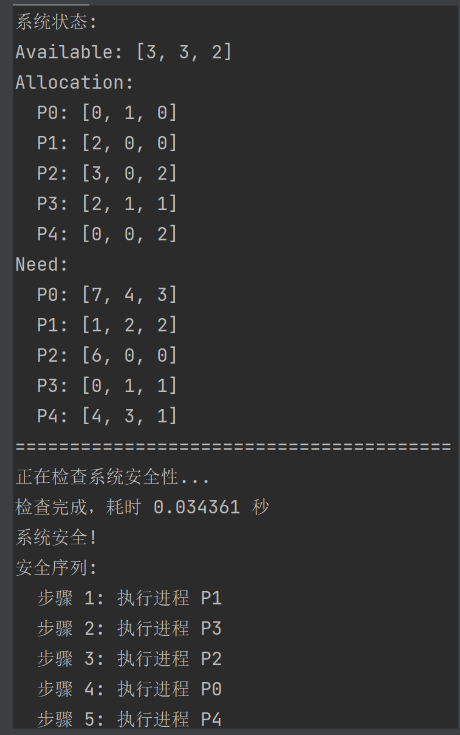 系统状态:
Available: [3, 3, 2]
Allocation:
  P0: [0, 1, 0]
  P1: [2, 0, 0]
  P2: [3, 0, 2]
  P3: [2, 1, 1]
  P4: [0, 0, 2]
Need:
  P0: [7, 4, 3]
  P1: [1, 2, 2]
  P2: [6, 0, 0]
  P3: [0, 1, 1]
  P4: [4, 3, 1]
========================================
正在检查系统安全性...
检查完成，耗时 0.034361 秒
系统安全!
安全序列:
  步骤 1: 执行进程 P1
  步骤 2: 执行进程 P3
  步骤 3: 执行进程 P2
  步骤 4: 执行进程 P0
  步骤 5: 执行进程 P4